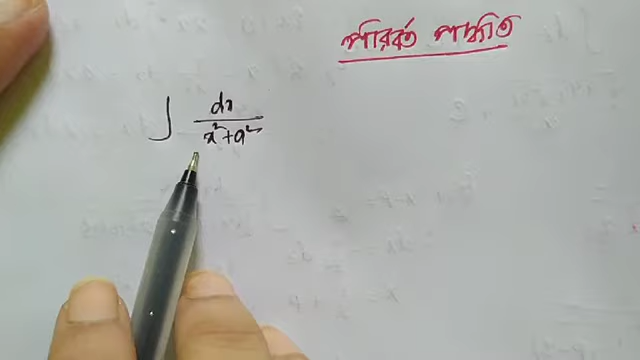 পরিবর্ত পদ্ধতি
∫ dx / x² + a²